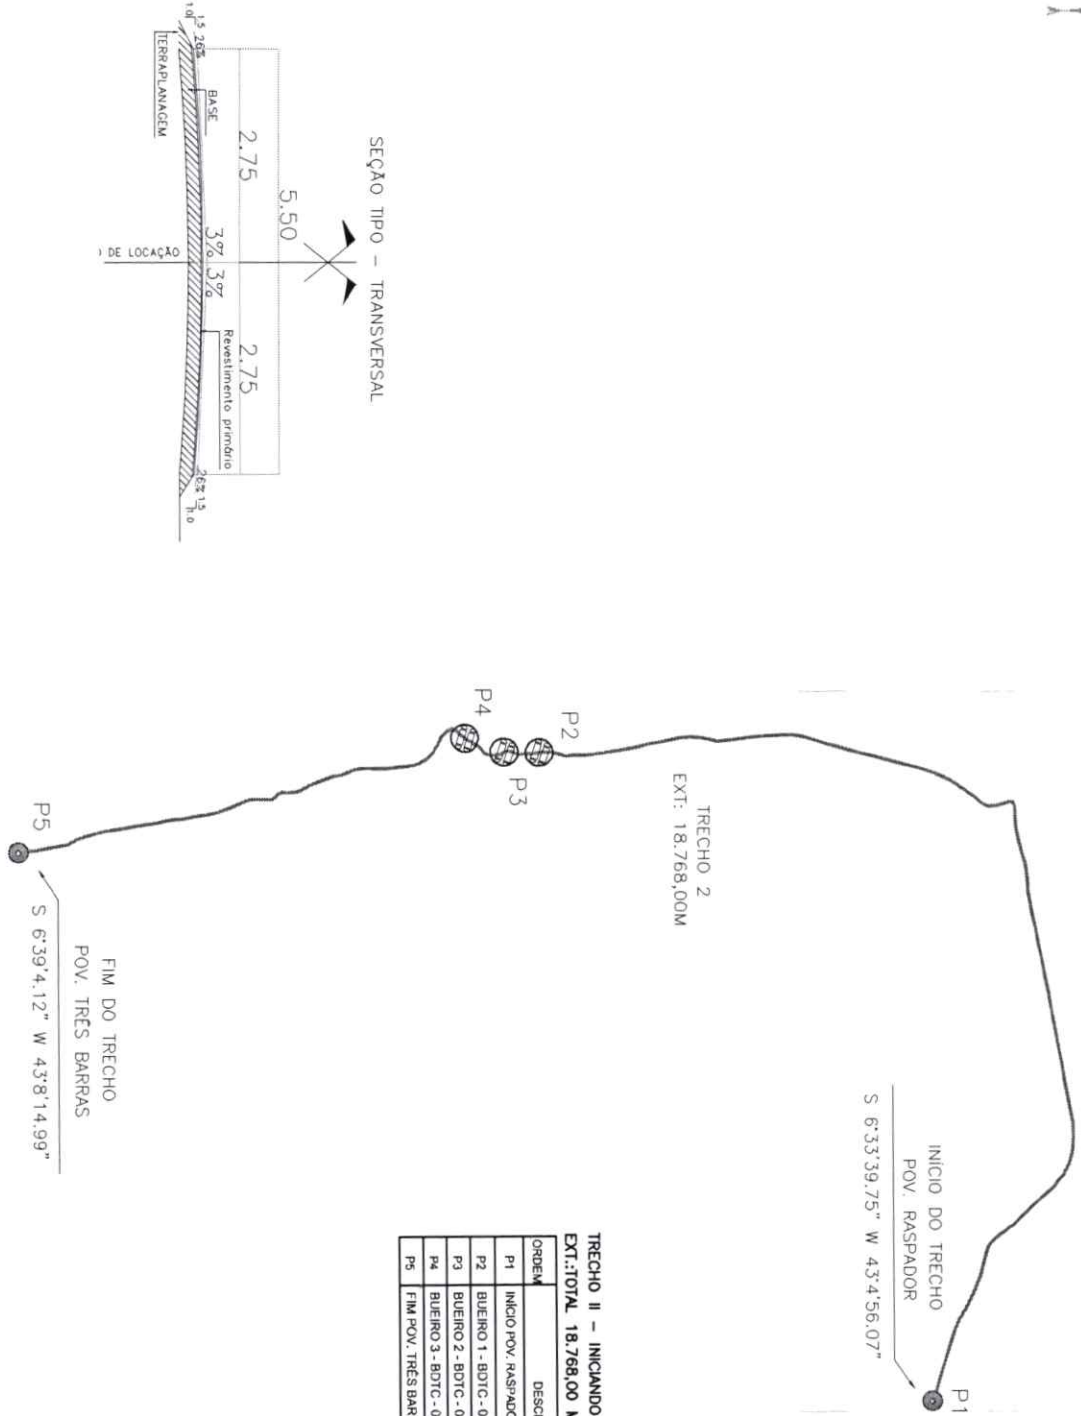 SEÇÃO TIPO - TRANSVERSAL
5.50
2.75
2.75
3%
3%
1.0
1.5
26%
26%
1.5
1.0
BASE
TERRAPLANAGEM
DE LOCAÇÃO
Revestimento primário
P1
INÍCIO DO TRECHO
POV. RASPADOR
S 6°33'39.75" W 43°4'56.07"
TRECHO 2
EXT: 18.768,00M
P2
P3
P4
P5
FIM DO TRECHO
POV. TRÊS BARRAS
S 6°39'4.12" W 43°8'14.99"
TRECHO II - INICIANDO
EXT.:TOTAL 18.768,00
ORDEM
P1 INÍCIO POV.
P2 BUEIRO 1 - BDTC - 0
P3 BUEIRO 2 - BDTC - 0
P4 BUEIRO 3 - BDTC - 0
P5 FIM POV. TRÊS